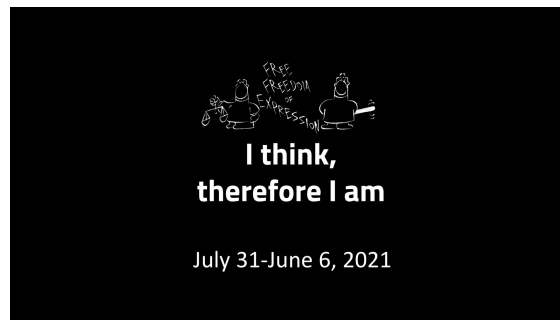 FREE
FREEDOM
OF
EXPRESSION
I think,
therefore I am
July 31-June 6, 2021